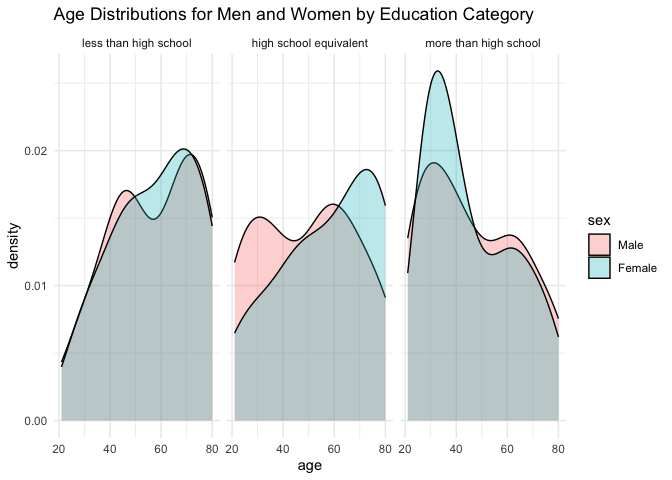 Age Distributions for Men and Women by Education Category
less than high school
high school equivalent
more than high school
0.02
0.01
0.00
density
20 40 60 80
20 40 60 80
20 40 60 80
age
sex
Male
Female